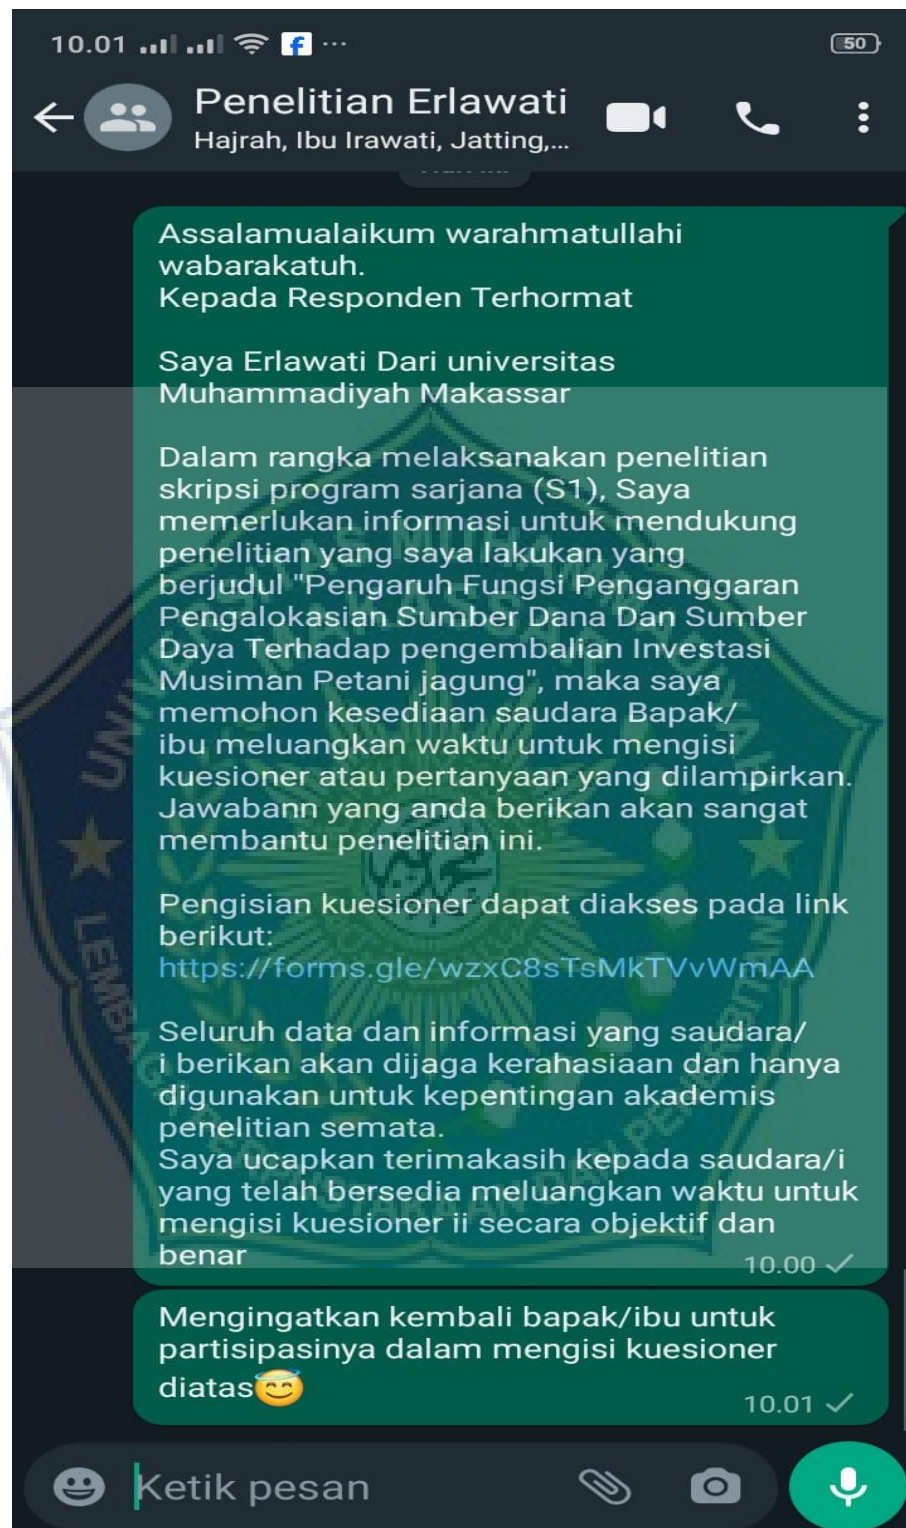 10.01
50
Penelitian Erlawati
Hajrah, Ibu Irawati, Jatting,...
Assalamualaikum warahmatullahi
wabarakatuh.
Kepada Responden Terhormat
Saya Erlawati Dari universitas
Muhammadiyah Makassar
Dalam rangka melaksanakan penelitian
skripsi program sarjana (S1), Saya
memerlukan informasi untuk mendukung
penelitian yang saya lakukan yang
berjudul "Pengaruh Fungsi Penganggaran
Pengalokasian Sumber Dana Dan Sumber
Daya Terhadap pengembalian Investasi
Musiman Petani jagung", maka saya
memohon kesediaan saudara Bapak/
ibu meluangkan waktu untuk mengisi
kuesioner atau pertanyaan yang dilampirkan.
Jawabann yang anda berikan akan sangat
membantu penelitian ini.
Pengisian kuesioner dapat diakses pada link
berikut:
https://forms.gle/wzxC8sTsMkTVvWmAA
Seluruh data dan informasi yang saudara/
i berikan akan dijaga kerahasiaan dan hanya
digunakan untuk kepentingan akademis
penelitian semata.
Saya ucapkan terimakasih kepada saudara/i
yang telah bersedia meluangkan waktu untuk
mengisi kuesioner ii secara objektif dan
benar
10.00
Mengingatkan kembali bapak/ibu untuk
partisipasinya dalam mengisi kuesioner
diatas😇
10.01
Ketik pesan